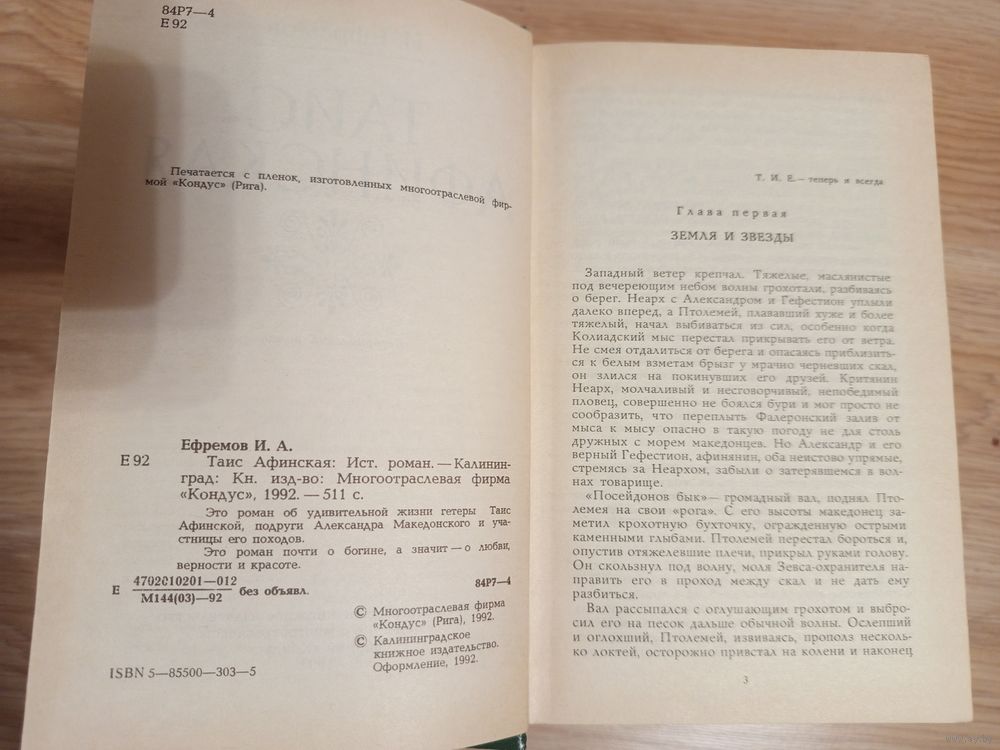 84Р7—4
Е 92
Печатается с пленок, изготовленных многоотраслевой фир-
мой «Кондус» (Рига).
Ефремов И. А.
Е 92 Таис Афинская: Ист. роман. — Калинин-
град: Кн. изд-во: Многоотраслевая фирма
«Кондус», 1992. — 511 с.
Это роман об удивительной жизни гетеры Таис
Афинской, подруги Александра Македонского и уча-
стницы его походов.
Это роман почти о богине, а значит — о любви,
верности и красоте.
4702010201—012
Е без объявл.
М144(03)—92
84Р7—4
© Многоотраслевая фирма
«Кондус» (Рига), 1992.
© Калининградское
книжное издательство.
Оформление, 1992.
ISBN 5—85500—303—5
Т. И. Е. — теперь и всегда
Глава первая
ЗЕМЛЯ И ЗВЕЗДЫ
Западный ветер крепчал. Тяжелые, маслянистые
под вечереющим небом волны грохотали, разбиваясь
о берег. Неарх с Александром и Гефестион уплыли
далеко вперед, а Птолемей, плававший хуже и более
тяжелый, начал выбиваться из сил, особенно когда
Колиадский мыс перестал прикрывать его от ветра.
Не смея отдалиться от берега и опасаясь приблизить-
ся к белым взметам брызг у мрачно черневших скал,
он злился на покинувших его друзей. Критянин
Неарх, молчаливый и несговорчивый, непобедимый
пловец, совершенно не боялся бури и мог просто не
сообразить, что переплыть Фалеронский залив от
мыса к мысу опасно в такую погоду не для столь
дружных с морем македонцев. Но Александр и его
верный Гефестион, афинянин, оба неистово упрямые,
стремясь за Неархом, забыли о затерявшемся в вол-
нах товарище.
«Посейдонов бык» — громадный вал, поднял Пто-
лемея на свои «рога». С его высоты македонец за-
метил крохотную бухточку, огражденную острыми
каменными глыбами. Птолемей перестал бороться и,
опустив отяжелевшие плечи, прикрыл руками голову.
Он скользнул под волну, моля Зевса-охранителя на-
править его в проход между скал и не дать ему
разбиться.
Вал рассыпался с оглушающим грохотом и выбро-
сил его на песок дальше обычной волны. Ослепший
и оглохший, Птолемей, извиваясь, прополз несколь-
ко локтей, осторожно привстал на колени и наконец
3